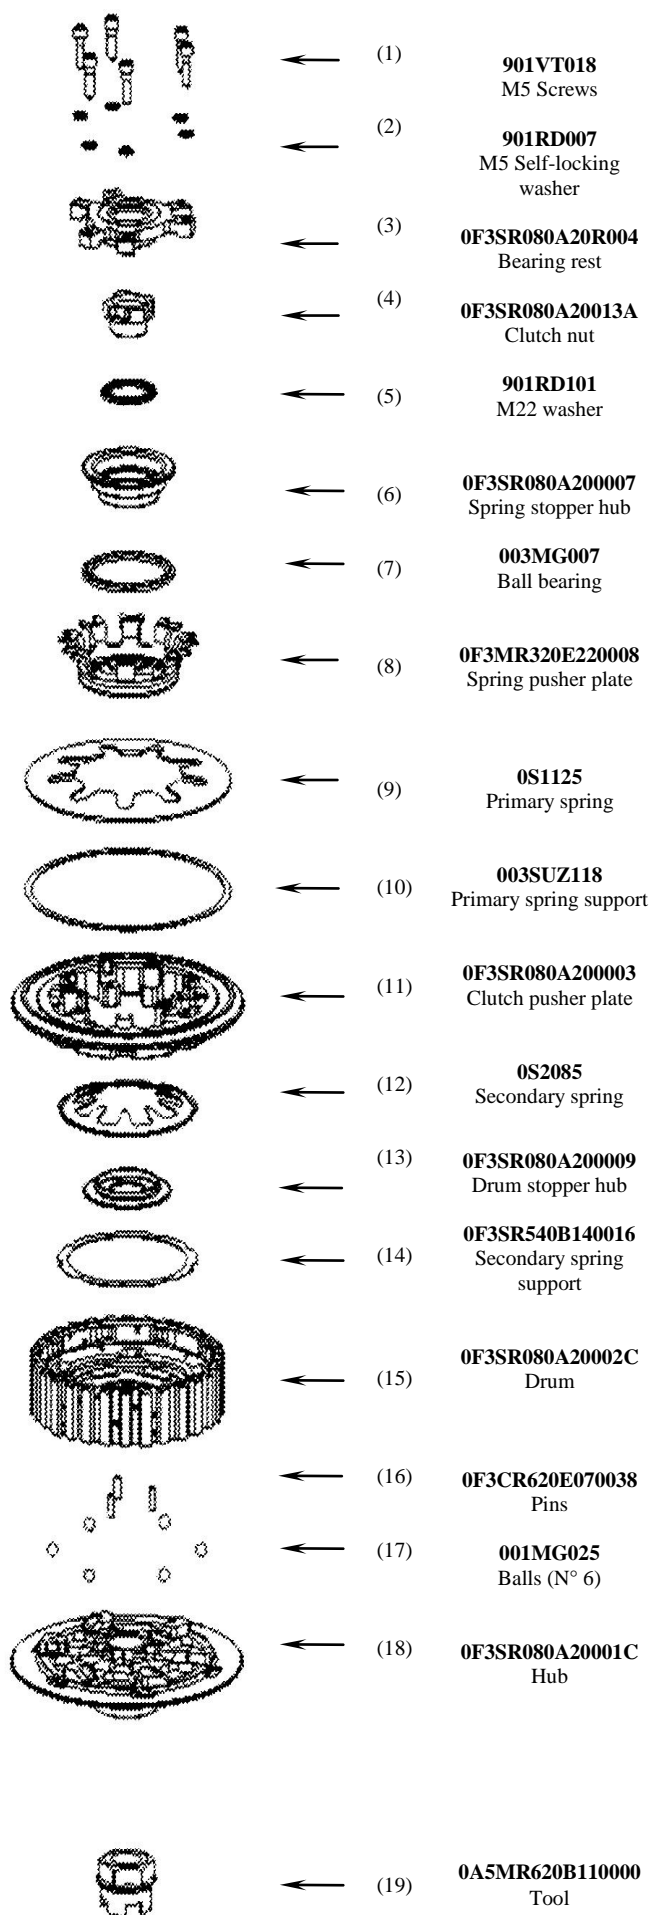 (1)
901VT018
M5 Screws
(2)
901RD007
M5 Self-locking
washer
(3)
0F3SR080A20R004
Bearing rest
(4)
0F3SR080A20013A
Clutch nut
(5)
901RD101
M22 washer
(6)
0F3SR080A200007
Spring stopper hub
(7)
003MG007
Ball bearing
(8)
0F3MR320E220008
Spring pusher plate
(9)
0S1125
Primary spring
(10)
003SUZ118
Primary spring support
(11)
0F3SR080A200003
Clutch pusher plate
(12)
0S2085
Secondary spring
(13)
0F3SR080A200009
Drum stopper hub
(14)
0F3SR540B140016
Secondary spring
support
(15)
0F3SR080A20002C
Drum
(16)
0F3CR620E070038
Pins
(17)
001MG025
Balls (N° 6)
(18)
0F3SR080A20001C
Hub
(19)
0A5MR620B110000
Tool